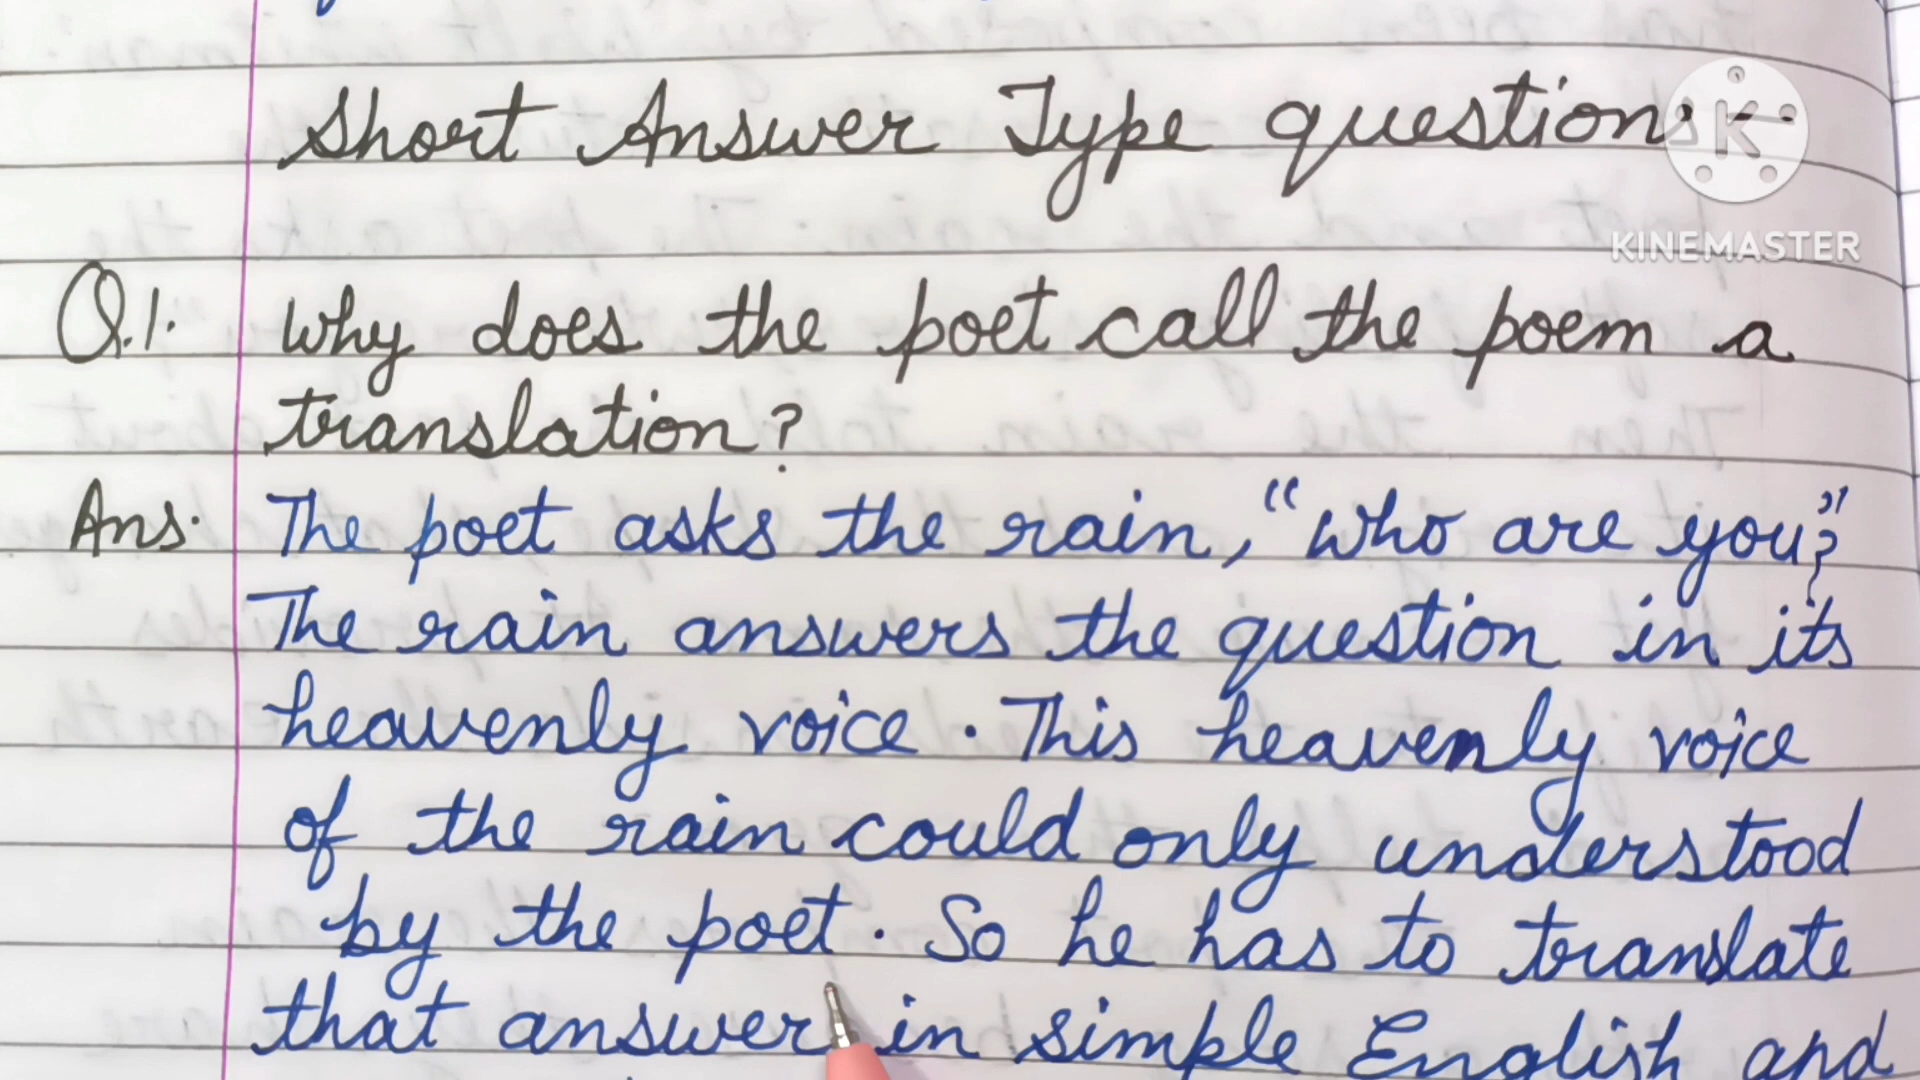 Short Answer Type questions:-
KINEMASTER
Q.1. Why does the poet call the poem a
translation?
Ans. The poet asks the rain, "who are you?"
The rain answers the question in its
heavenly voice. This heavenly voice
of the rain could only understood
by the poet. So he has to translate
that answer in simple English and